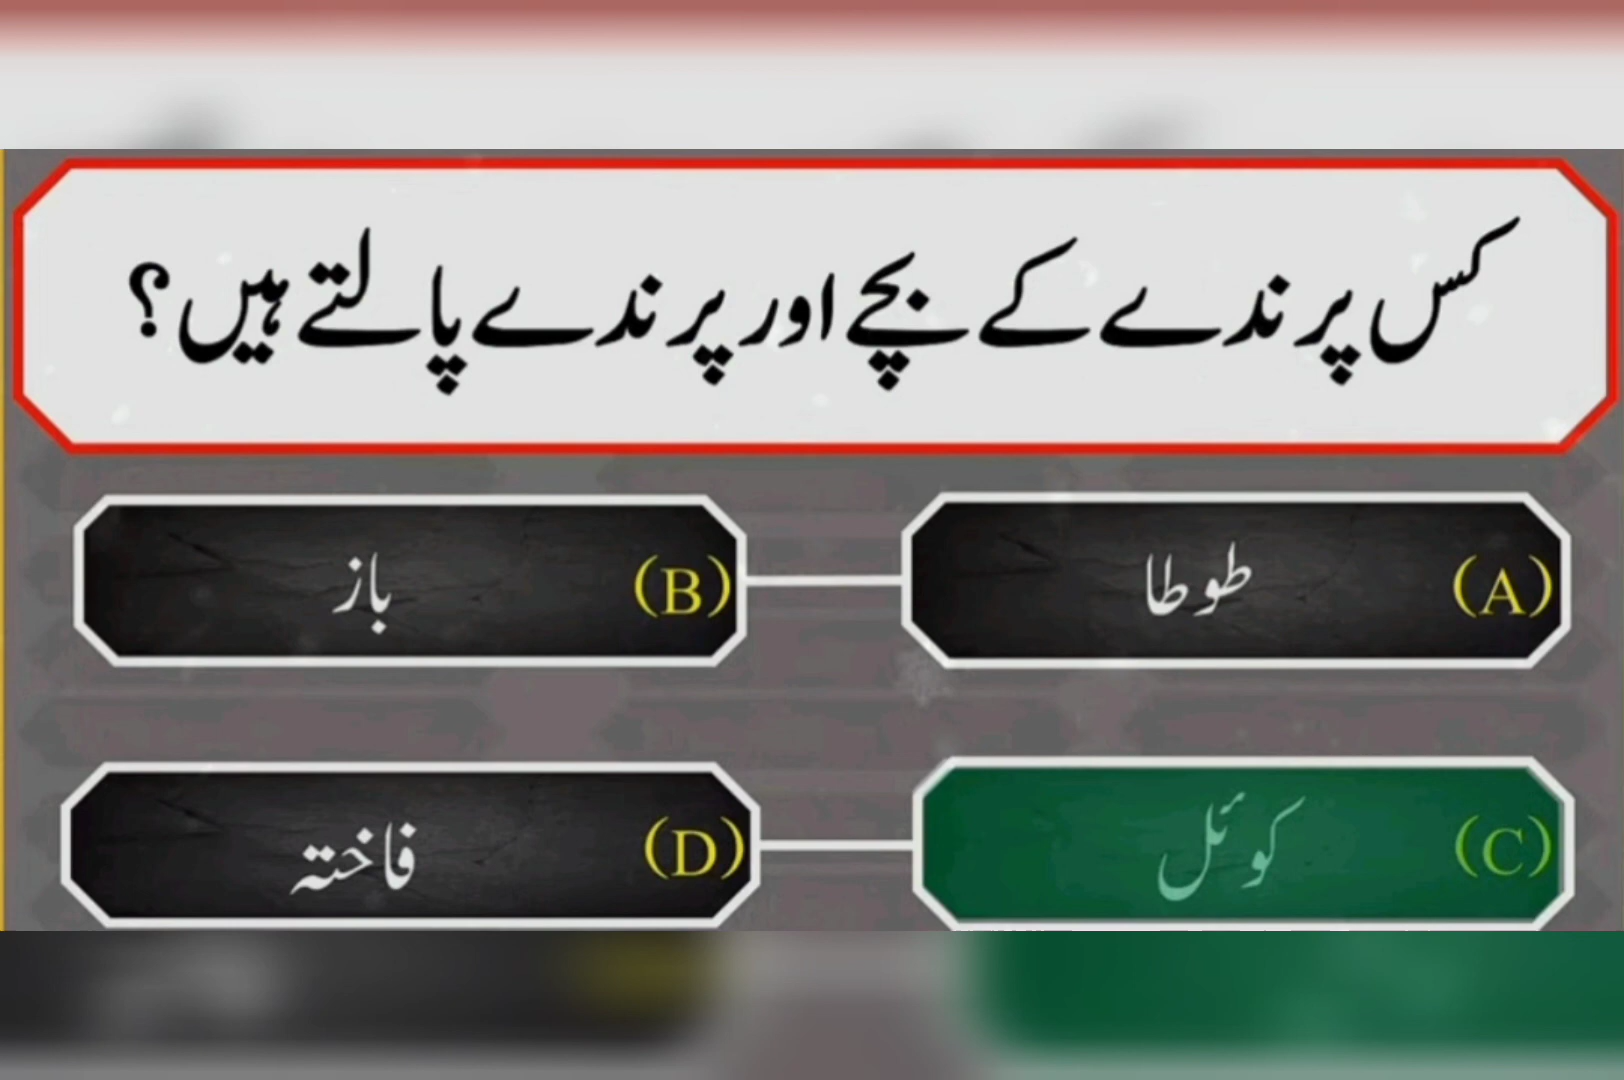 کس پرندے کے بچے اور پرندے پالتے ہیں؟
(A) طوطا
(B) باز
(C) کوئل
(D) فاختہ